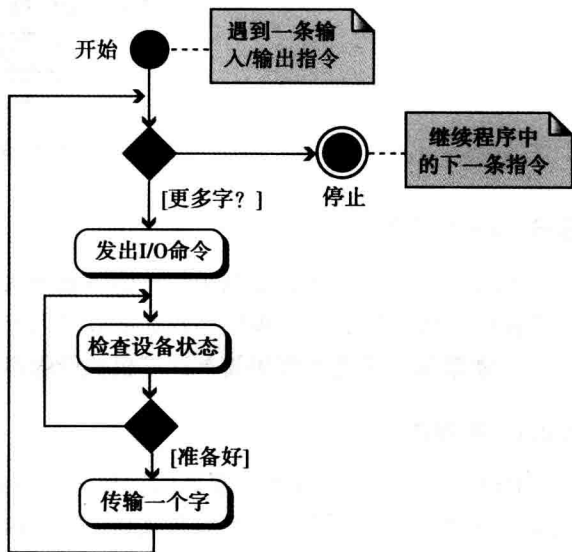 开始
遇到一条输
入/输出指令
继续程序中
的下一条指令
停止
[更多字？]
发出I/O命令
检查设备状态
[准备好]
传输一个字